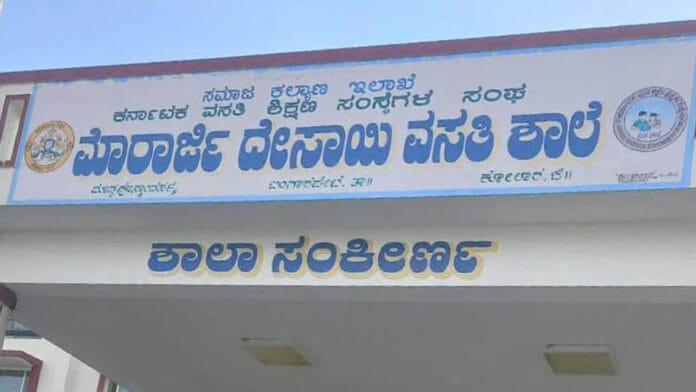 ಸಮಾಜ ಕಲ್ಯಾಣ ಇಲಾಖೆ
ಕರ್ನಾಟಕ ವಸತಿ ಶಿಕ್ಷಣ ಸಂಸ್ಥೆಗಳ ಸಂಘ
ಮೊರಾರ್ಜಿ ದೇಸಾಯಿ ವಸತಿ ಶಾಲೆ
ಬಂಗಾರಪೇಟೆ. ತಾ॥ ಕೋಲಾರ. ಜಿ॥
ಶಾಲಾ ಸಂಕೀರ್ಣ